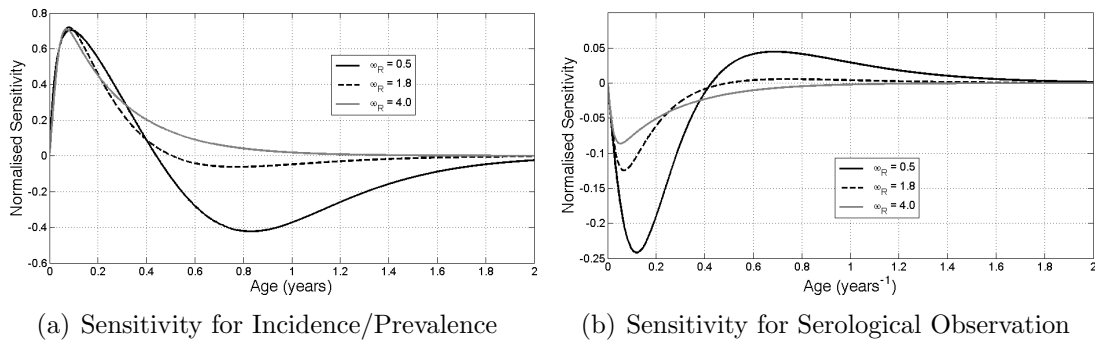 0.8
0.6
0.4
0.2
0
-0.2
-0.4
-0.6
Normalised Sensitivity
ω_R = 0.5
ω_R = 1.8
ω_R = 4.0
0 0.2 0.4 0.6 0.8 1 1.2 1.4 1.6 1.8 2
Age (years)
(a) Sensitivity for Incidence/Prevalence
0.05
0
-0.05
-0.1
-0.15
-0.2
-0.25
Normalised Sensitivity
ω_R = 0.5
ω_R = 1.8
ω_R = 4.0
0 0.2 0.4 0.6 0.8 1 1.2 1.4 1.6 1.8 2
Age (years⁻¹)
(b) Sensitivity for Serological Observation